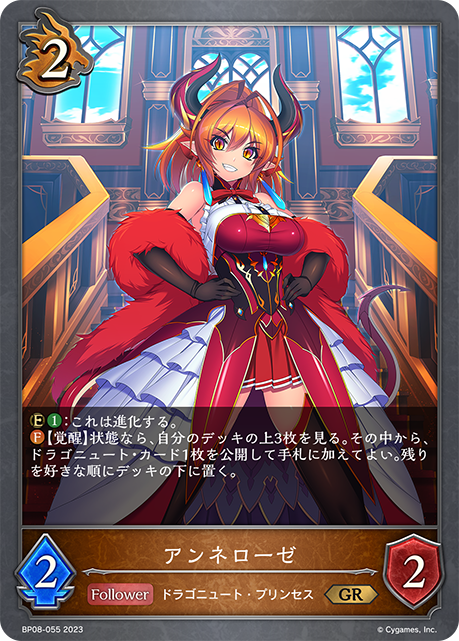 2
E 1:これは進化する。
F【覚醒】状態なら、自分のデッキの上3枚を見る。その中から、
ドラゴニュート・カード1枚を公開して手札に加えてよい。残り
を好きな順にデッキの下に置く。
アンネローゼ
2
Follower ドラゴニュート・プリンセス GR
2
BP08-055 2023
© Cygames, Inc.